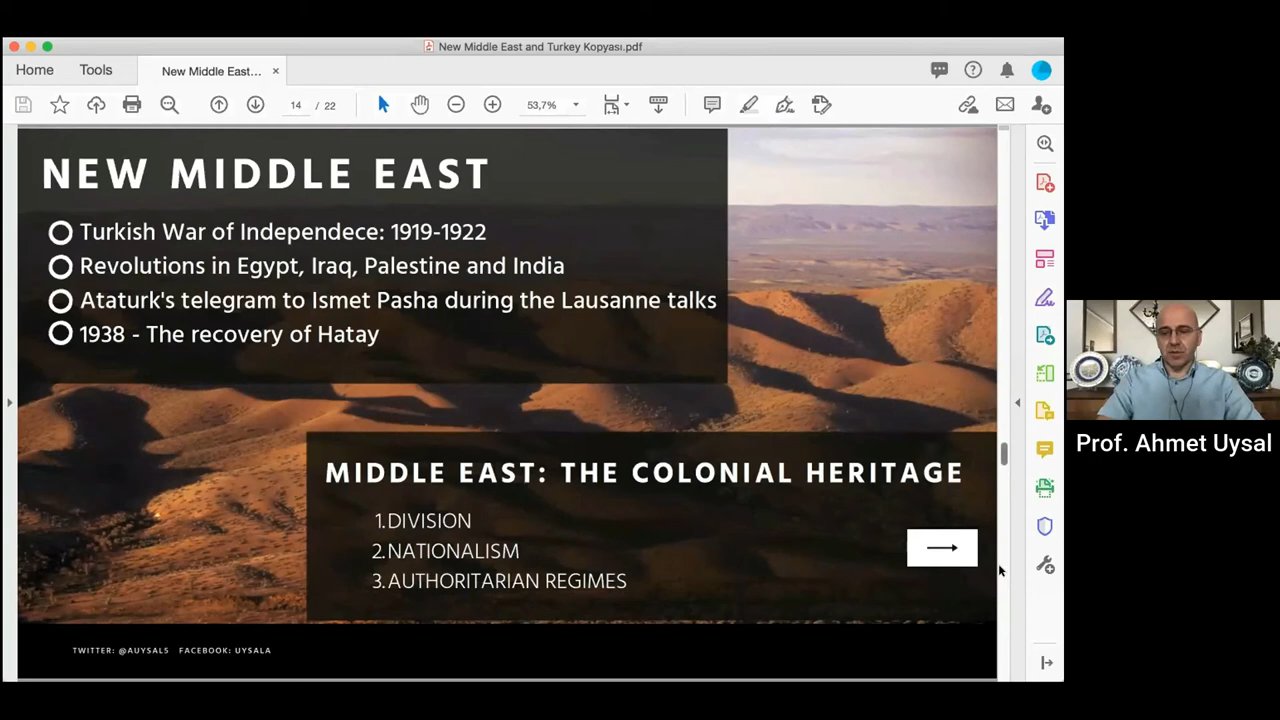 New Middle East and Turkey Kopyası.pdf
Home Tools New Middle East... ×
14 / 22 53,7%
NEW MIDDLE EAST
Turkish War of Independece: 1919-1922
Revolutions in Egypt, Iraq, Palestine and India
Ataturk's telegram to Ismet Pasha during the Lausanne talks
1938 - The recovery of Hatay
MIDDLE EAST: THE COLONIAL HERITAGE
1.DIVISION
2.NATIONALISM
3.AUTHORITARIAN REGIMES
Prof. Ahmet Uysal
TWITTER: @AUYSAL5 FACEBOOK: UYSALA